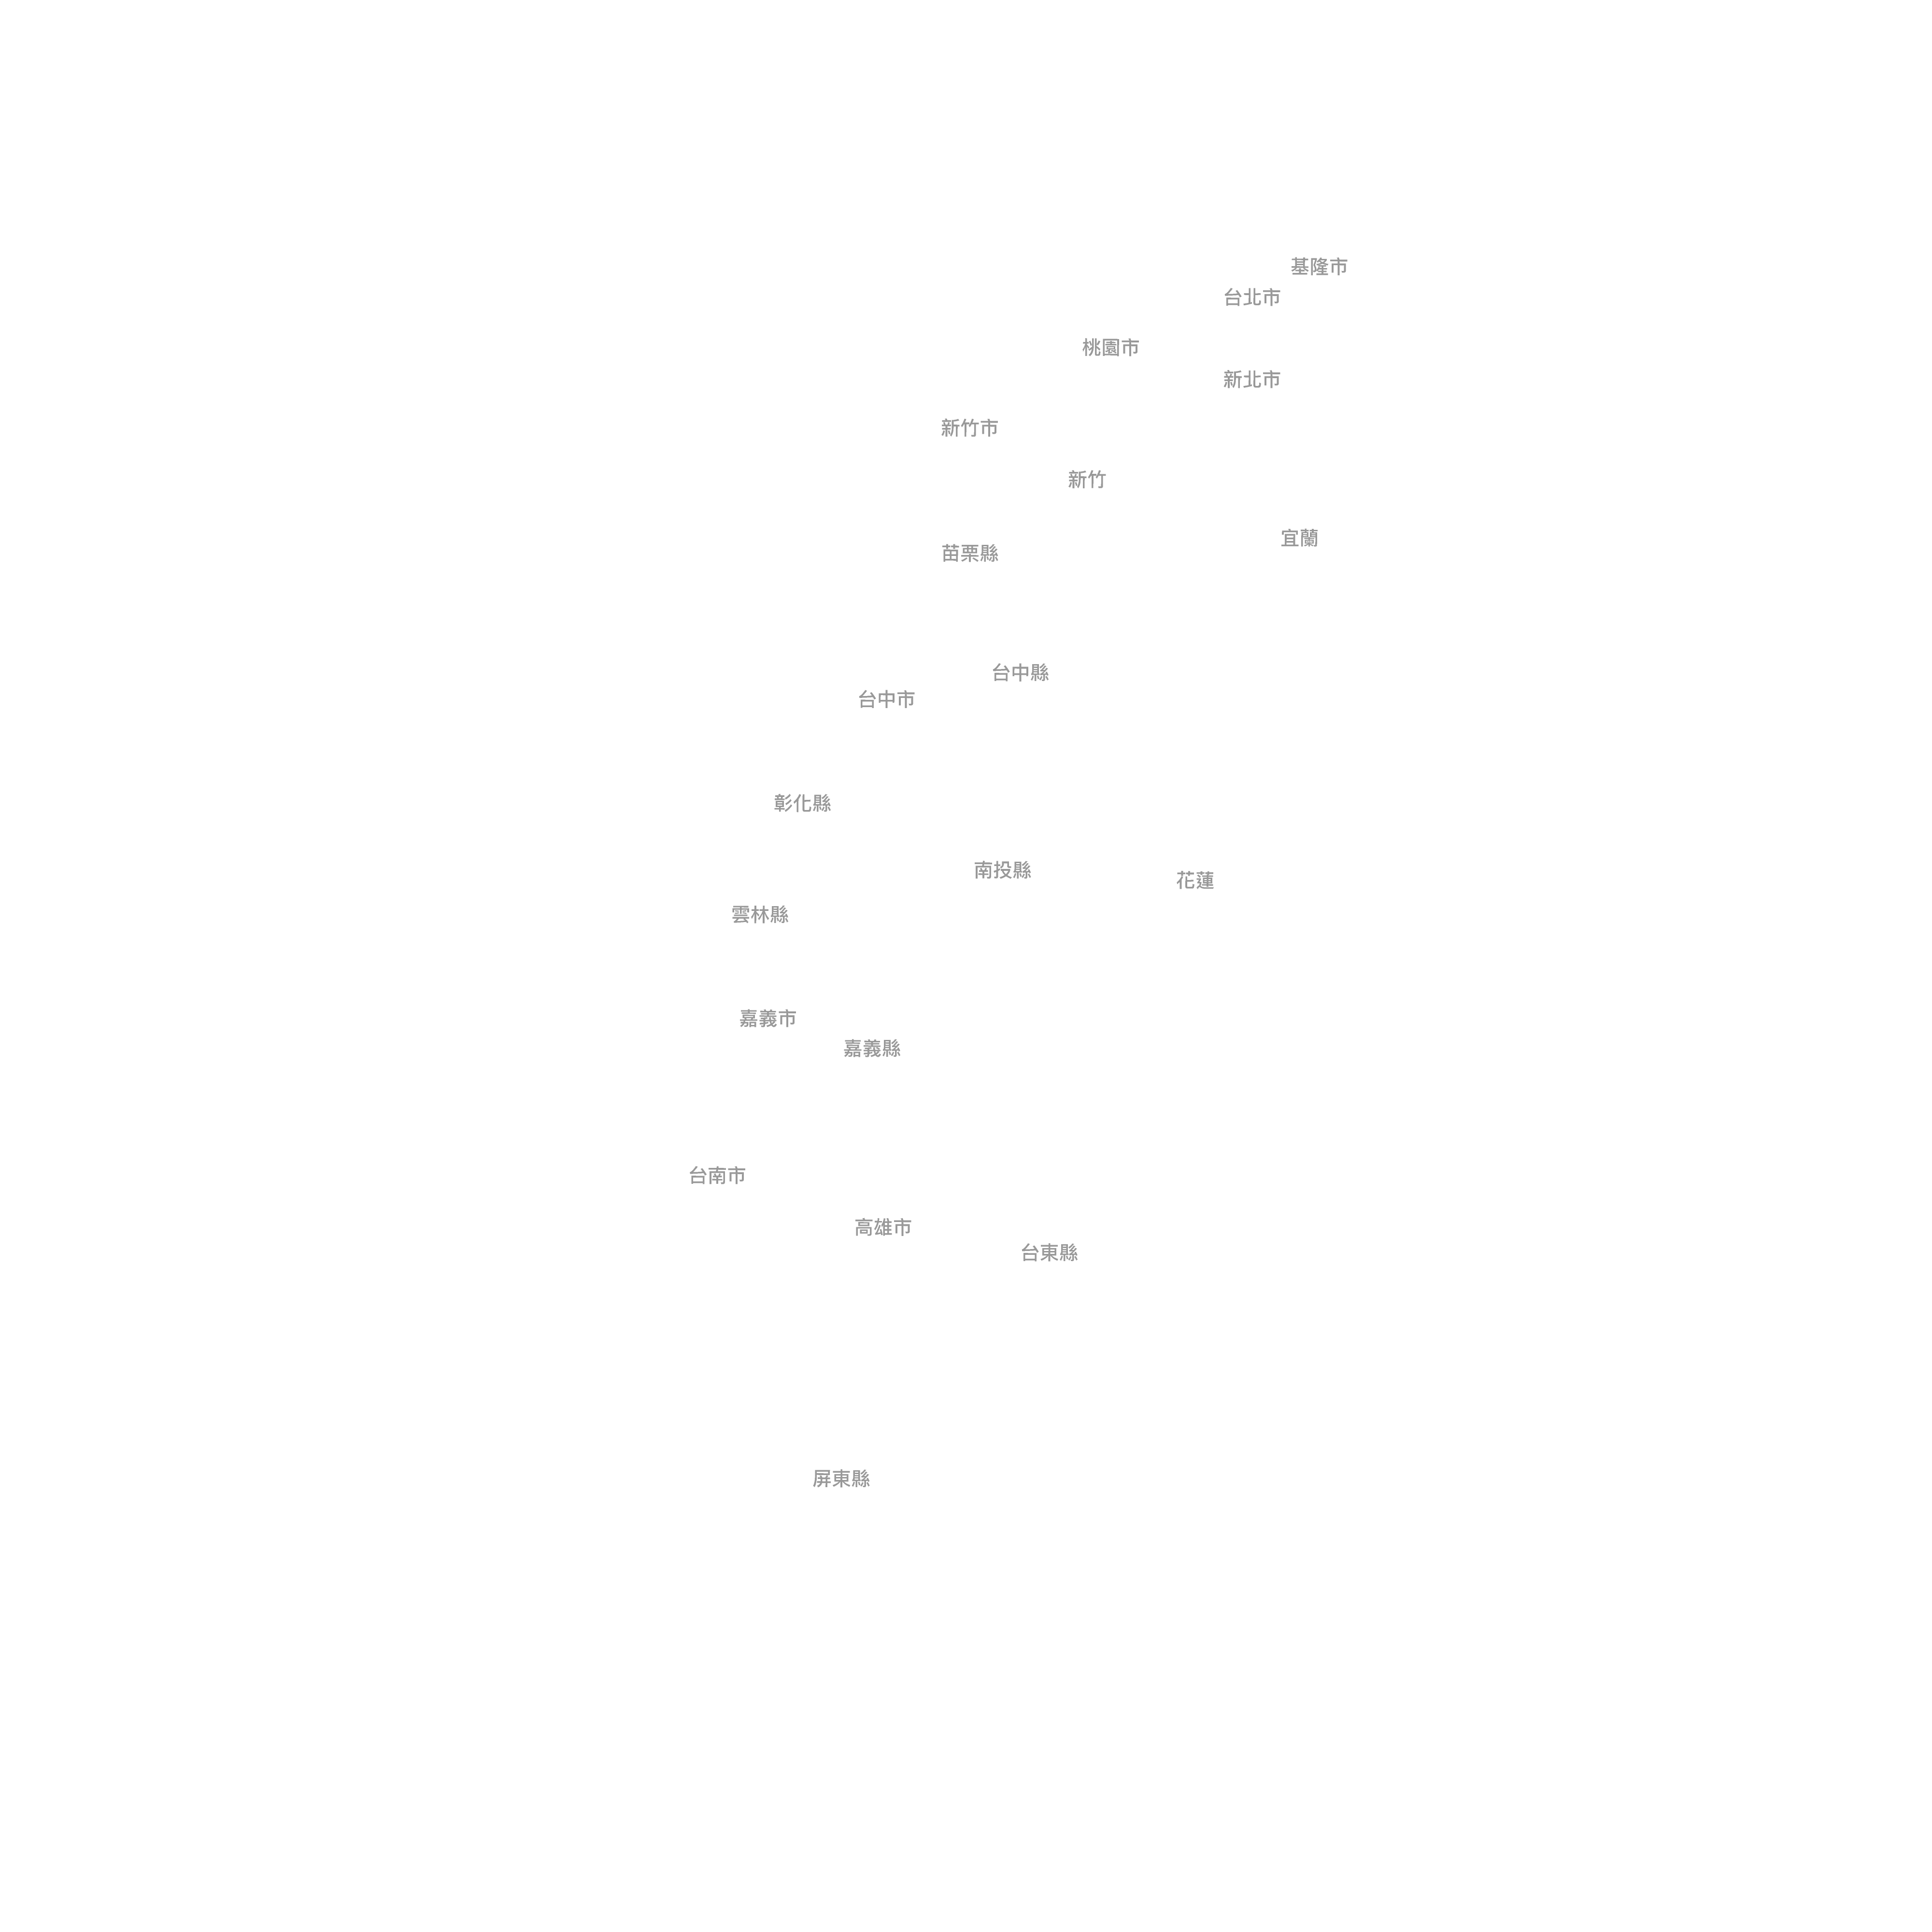 基隆市
台北市
桃園市
新北市
新竹市
新竹
宜蘭
苗栗縣
台中縣
台中市
彰化縣
南投縣
花蓮
雲林縣
嘉義市
嘉義縣
台南市
高雄市
台東縣
屏東縣